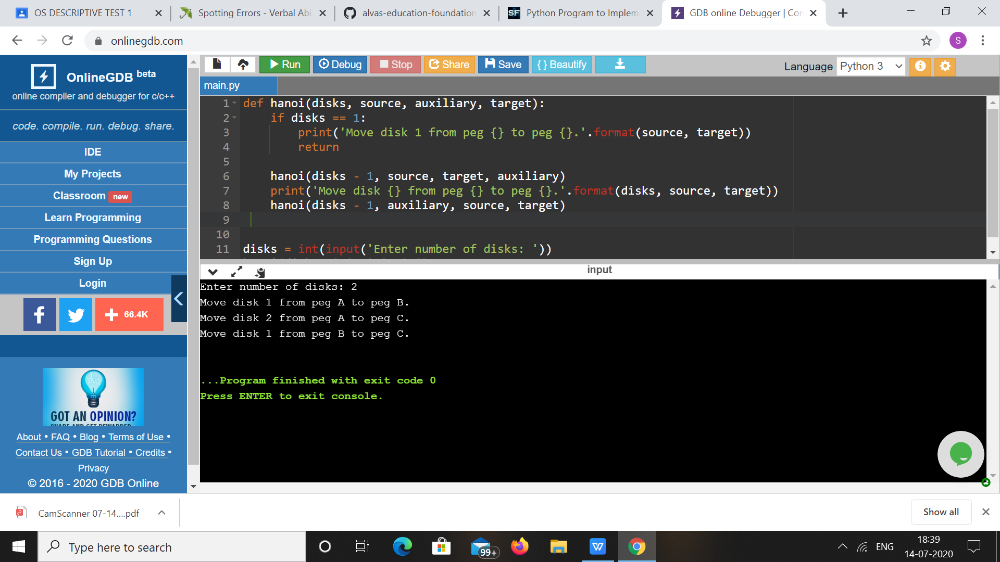 OS DESCRIPTIVE TEST 1
Spotting Errors - Verbal Abi
alvas-education-foundation
SF Python Program to Implem
GDB online Debugger | Con
onlinegdb.com
S
OnlineGDB beta
online compiler and debugger for c/c++
code. compile. run. debug. share.
IDE
My Projects
Classroom new
Learn Programming
Programming Questions
Sign Up
Login
66.4K
idea
GOT AN OPINION?
SHARE AND GET REWARDED
About • FAQ • Blog • Terms of Use •
Contact Us • GDB Tutorial • Credits •
Privacy
© 2016 - 2020 GDB Online
Run Debug Stop Share Save { } Beautify
Language Python 3
main.py
1 def hanoi(disks, source, auxiliary, target):
2 if disks == 1:
3 print('Move disk 1 from peg {} to peg {}.'.format(source, target))
4 return
5
6 hanoi(disks - 1, source, target, auxiliary)
7 print('Move disk {} from peg {} to peg {}.'.format(disks, source, target))
8 hanoi(disks - 1, auxiliary, source, target)
9
10
11 disks = int(input('Enter number of disks: '))
input
Enter number of disks: 2
Move disk 1 from peg A to peg B.
Move disk 2 from peg A to peg C.
Move disk 1 from peg B to peg C.
...Program finished with exit code 0
Press ENTER to exit console.
CamScanner 07-14....pdf
Show all
Type here to search
99+
W
ENG
18:39
14-07-2020